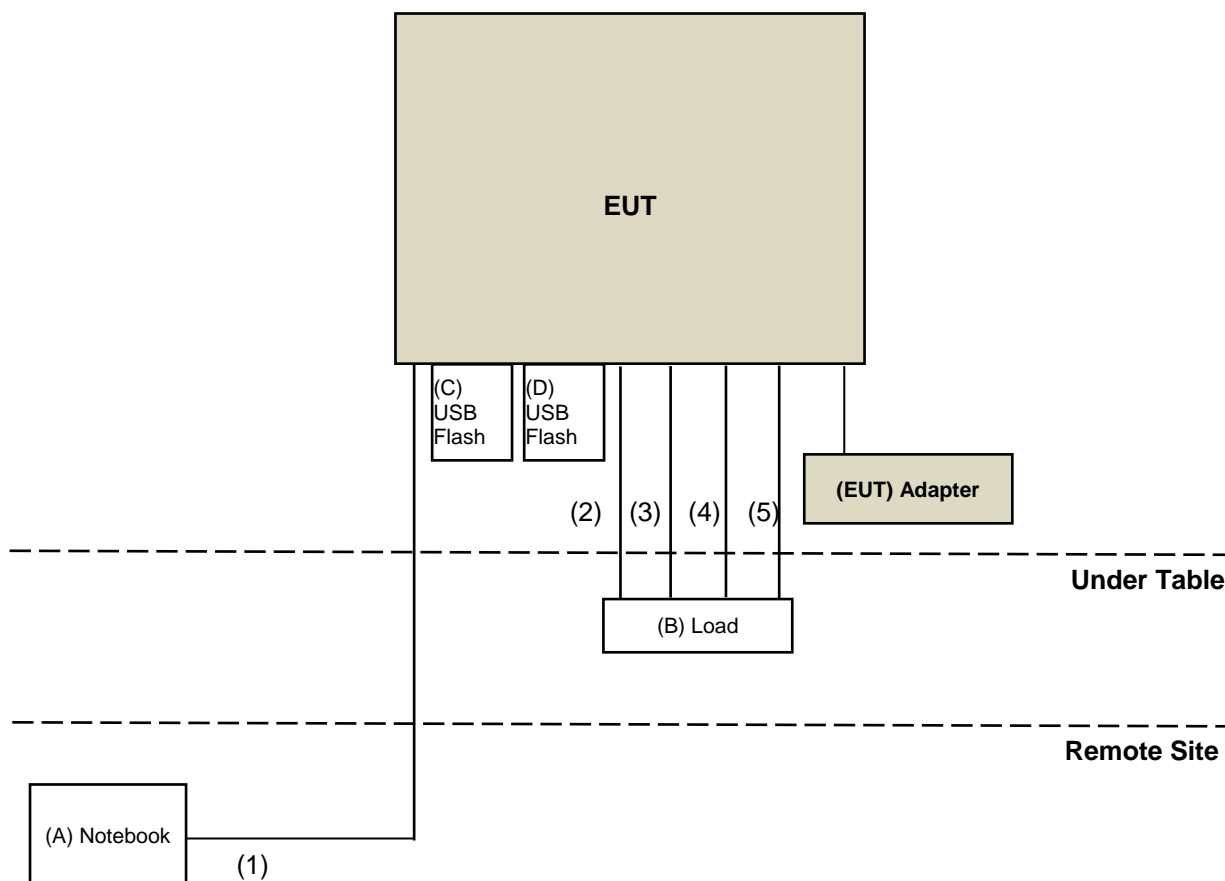 EUT
(C)
USB
Flash
(D)
USB
Flash
(EUT) Adapter
(2)
(3)
(4)
(5)
Under Table
(B) Load
Remote Site
(A) Notebook
(1)